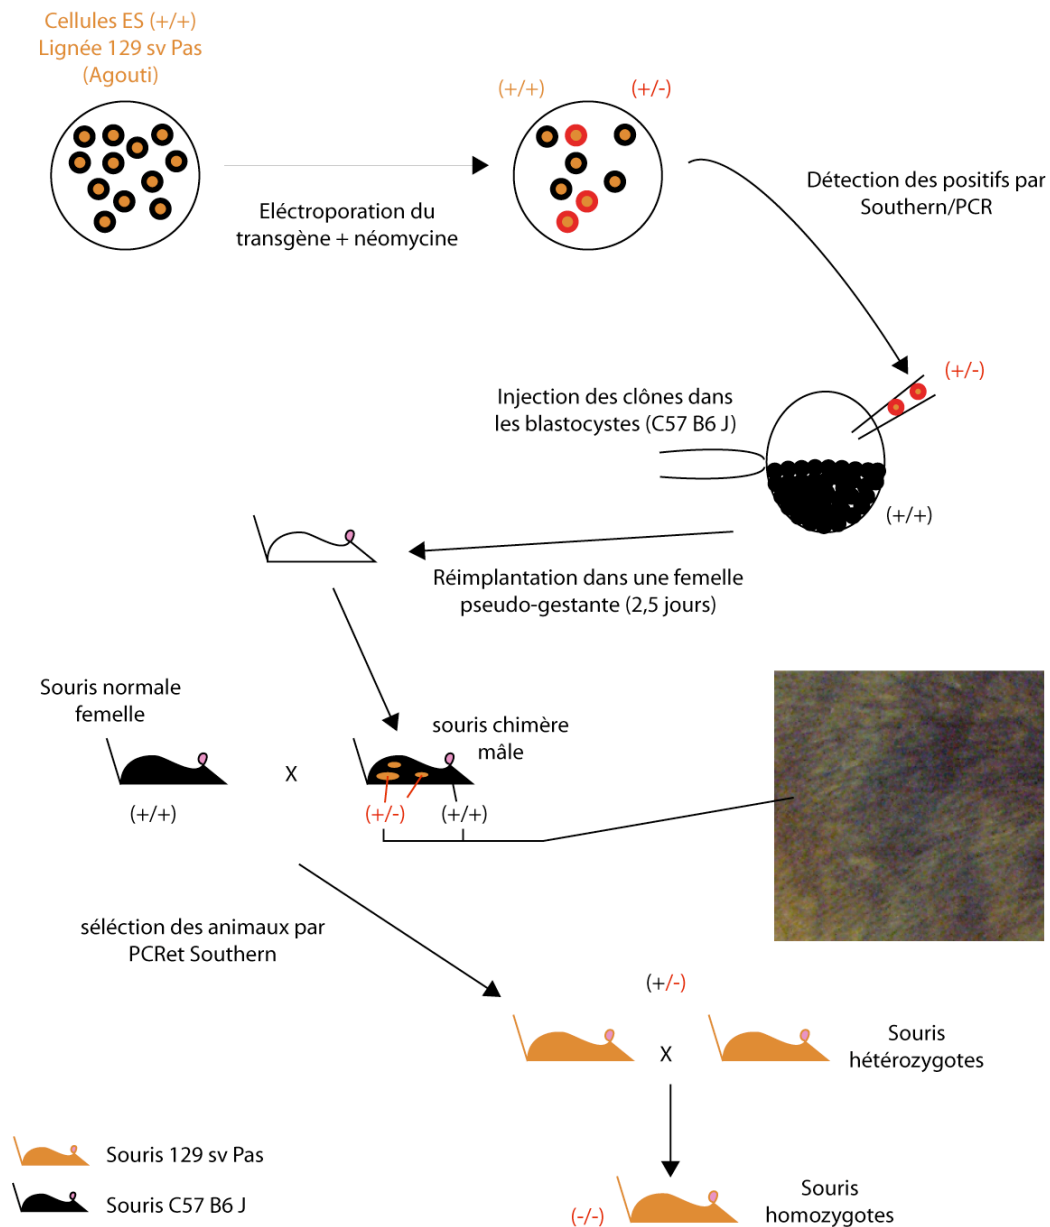 Cellules ES (+/+)
Lignée 129 sv Pas
(Agouti)
(+/+)
(+/-)
Eléctroporation du
transgène + néomycine
Détection des positifs par
Southern/PCR
(+/-)
Injection des clônes dans
les blastocystes (C57 B6 J)
(+/+)
Réimplantation dans une femelle
pseudo-gestante (2,5 jours)
Souris normale
femelle
souris chimère
mâle
X
(+/+)
(+/-)
(+/+)
séléction des animaux par
PCRet Southern
(+/-)
X
Souris
hétérozygotes
Souris 129 sv Pas
Souris C57 B6 J
(-/-)
Souris
homozygotes